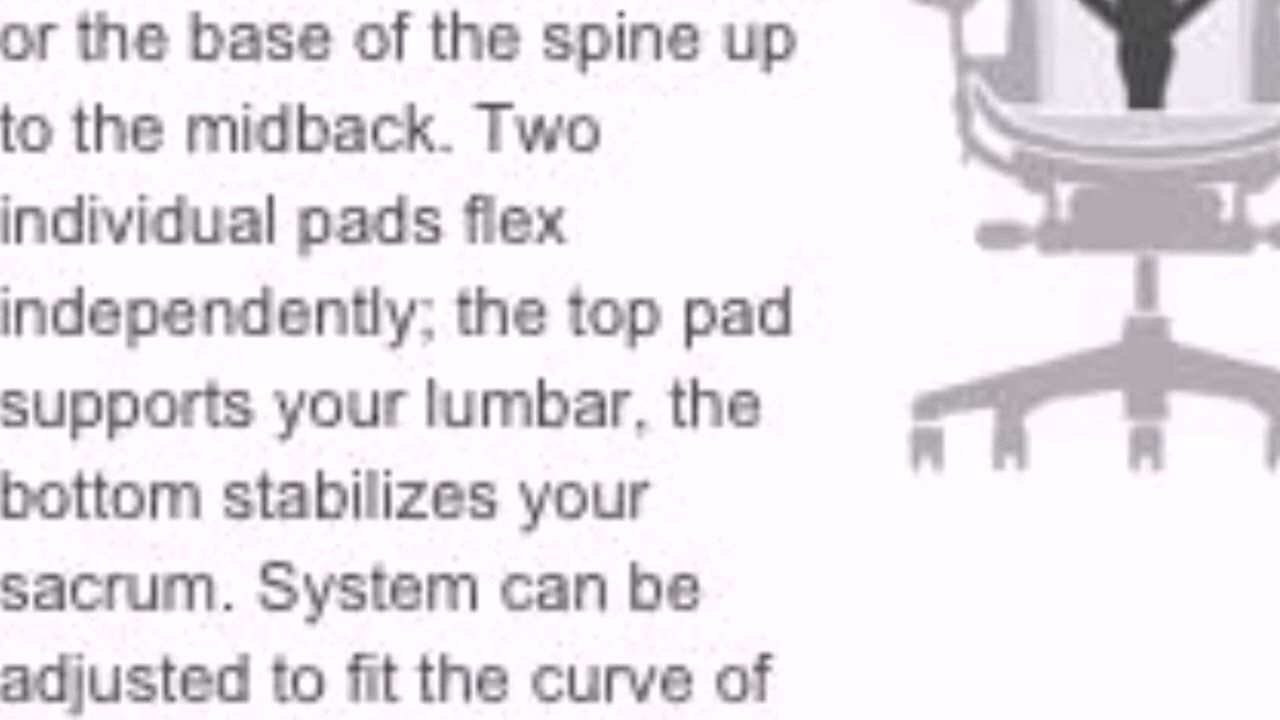 or the base of the spine up
to the midback. Two
individual pads flex
independently; the top pad
supports your lumbar, the
bottom stabilizes your
sacrum. System can be
adjusted to fit the curve of